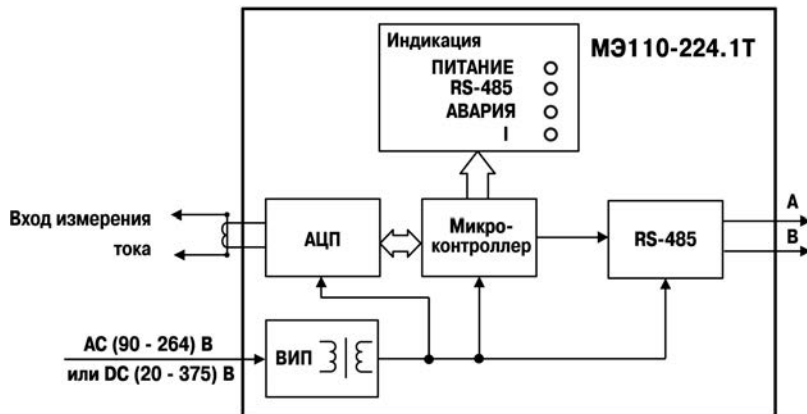 Индикация
МЭ110-224.1Т
ПИТАНИЕ
RS-485
АВАРИЯ
I
Вход измерения
тока
АЦП
Микро-
контроллер
RS-485
A
B
AC (90 - 264) В
или DC (20 - 375) В
ВИП